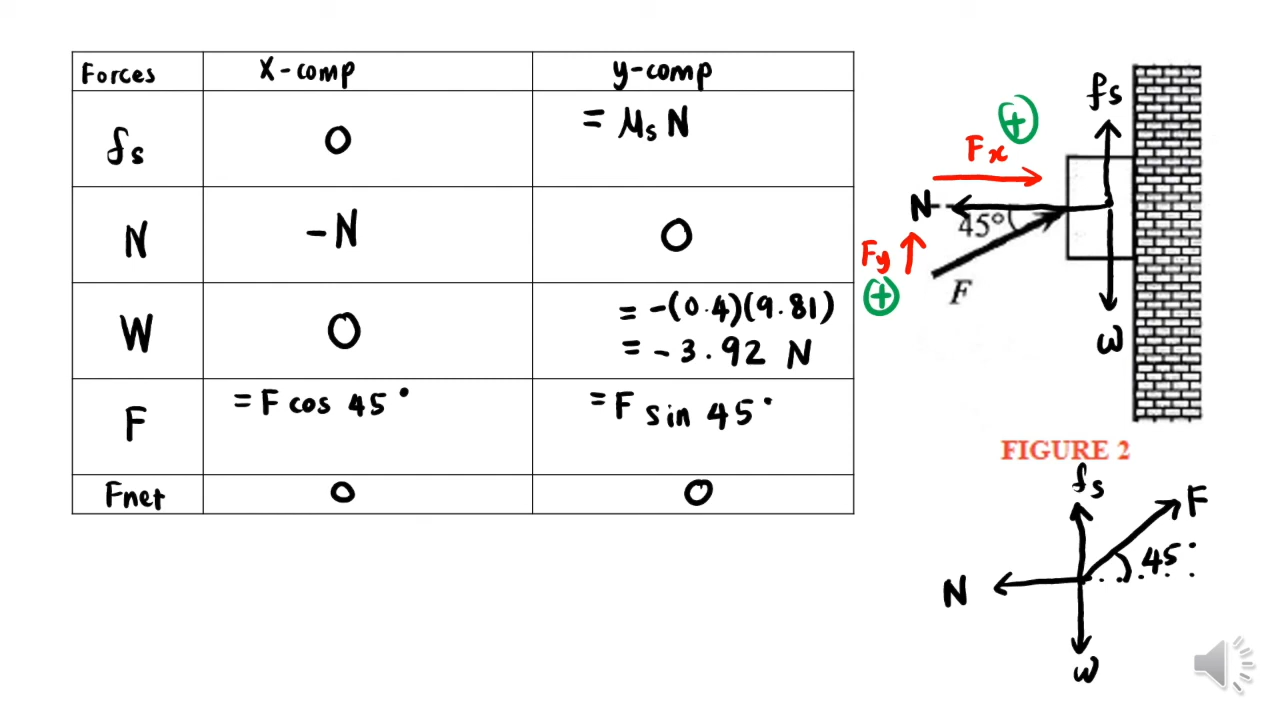 Forces X-comp y-comp
fs 0 = μs N
N -N 0
W 0 = -(0.4)(9.81)
= -3.92 N
F = F cos 45° = F sin 45°
Fnet 0 0
fs
+
Fx
N
45°
Fy
+
F
W
FIGURE 2
fs
F
45°
N
W